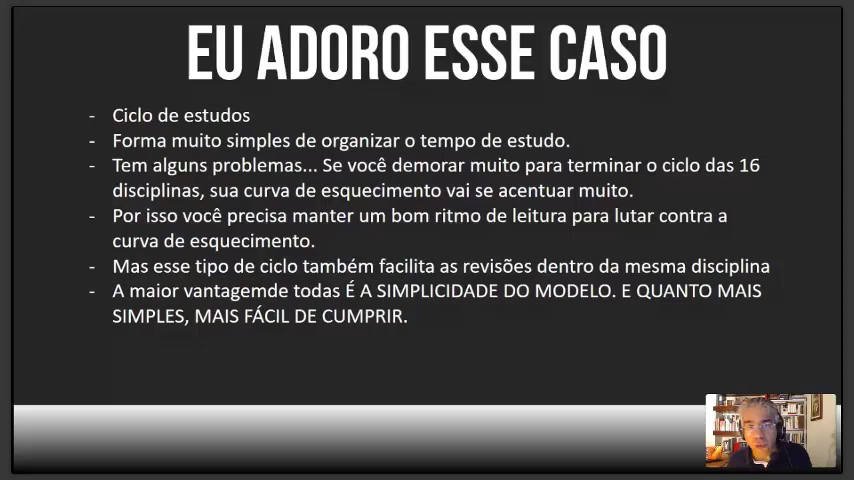 EU ADORO ESSE CASO
- Ciclo de estudos
- Forma muito simples de organizar o tempo de estudo.
- Tem alguns problemas... Se você demorar muito para terminar o ciclo das 16
disciplinas, sua curva de esquecimento vai se acentuar muito.
- Por isso você precisa manter um bom ritmo de leitura para lutar contra a
curva de esquecimento.
- Mas esse tipo de ciclo também facilita as revisões dentro da mesma disciplina
- A maior vantagemde todas É A SIMPLICIDADE DO MODELO. E QUANTO MAIS
SIMPLES, MAIS FÁCIL DE CUMPRIR.